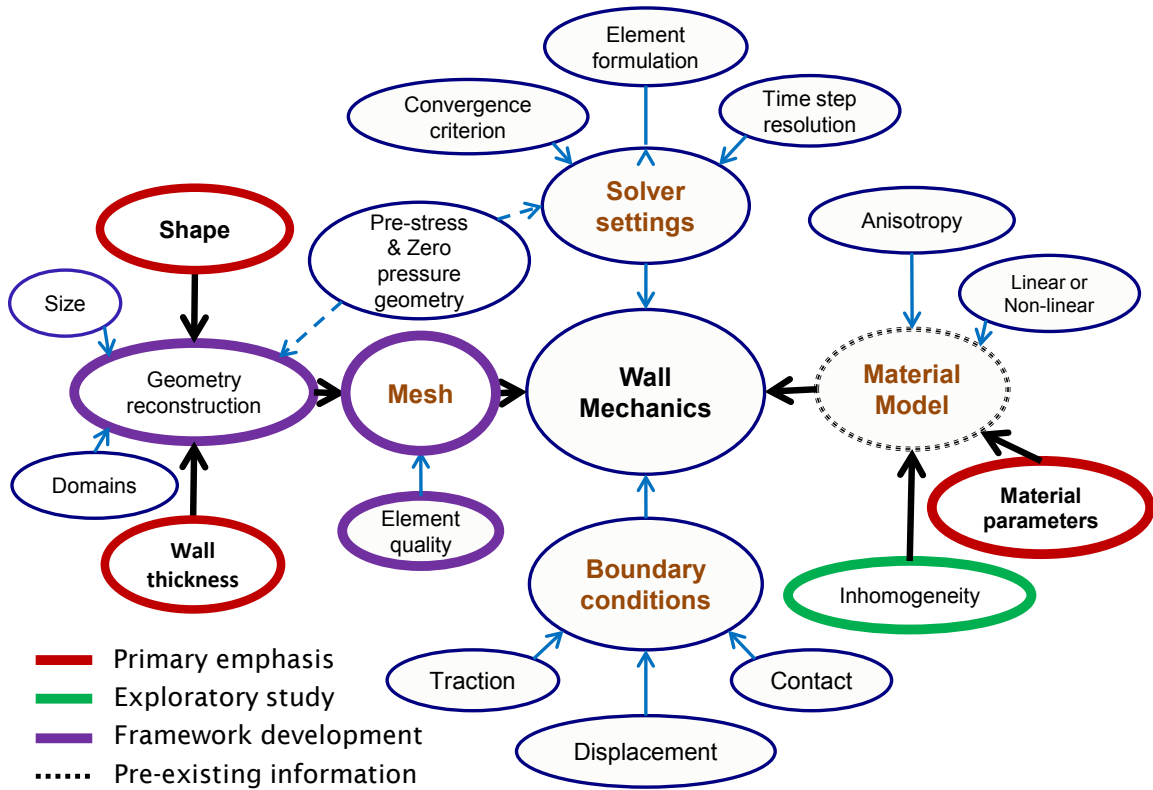 Element
formulation
Convergence
criterion
Time step
resolution
Solver
settings
Shape
Pre-stress
& Zero
pressure
geometry
Anisotropy
Size
Linear or
Non-linear
Geometry
reconstruction
Mesh
Wall
Mechanics
Material
Model
Domains
Element
quality
Material
parameters
Wall
thickness
Boundary
conditions
Inhomogeneity
Traction
Contact
Displacement
Primary emphasis
Exploratory study
Framework development
Pre-existing information